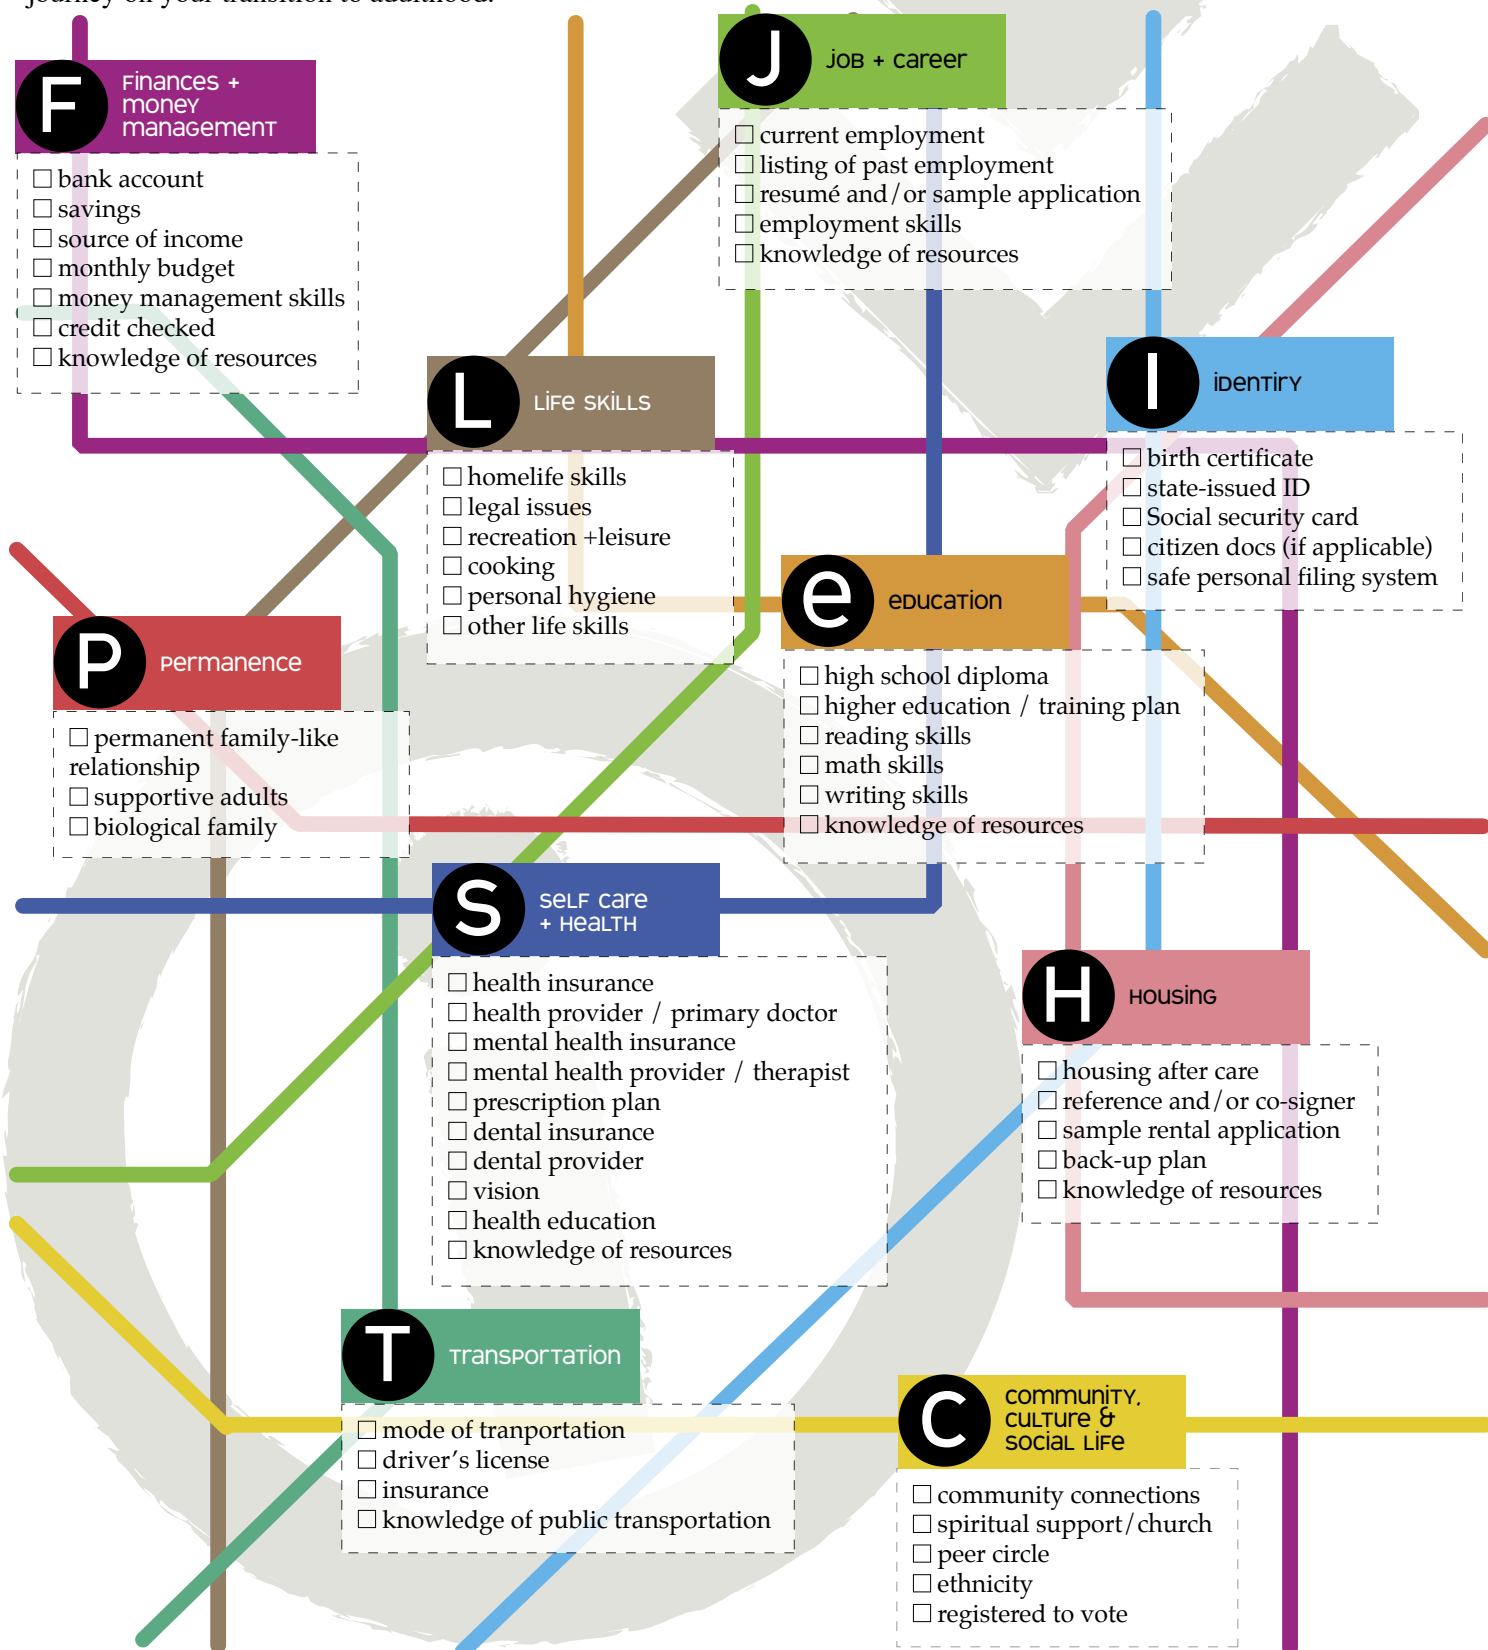 journey on your transition to adulthood.
F
Finances +
money
management
☐ bank account
☐ savings
☐ source of income
☐ monthly budget
☐ money management skills
☐ credit checked
☐ knowledge of resources
J
Job + career
☐ current employment
☐ listing of past employment
☐ resumé and/or sample application
☐ employment skills
☐ knowledge of resources
L
Life skills
☐ homelife skills
☐ legal issues
☐ recreation +leisure
☐ cooking
☐ personal hygiene
☐ other life skills
I
identity
☐ birth certificate
☐ state-issued ID
☐ Social security card
☐ citizen docs (if applicable)
☐ safe personal filing system
e
education
☐ high school diploma
☐ higher education / training plan
☐ reading skills
☐ math skills
☐ writing skills
☐ knowledge of resources
P
permanence
☐ permanent family-like
relationship
☐ supportive adults
☐ biological family
S
self care
+ health
☐ health insurance
☐ health provider / primary doctor
☐ mental health insurance
☐ mental health provider / therapist
☐ prescription plan
☐ dental insurance
☐ dental provider
☐ vision
☐ health education
☐ knowledge of resources
H
Housing
☐ housing after care
☐ reference and/or co-signer
☐ sample rental application
☐ back-up plan
☐ knowledge of resources
T
Transportation
☐ mode of tranportation
☐ driver's license
☐ insurance
☐ knowledge of public transportation
C
community,
culture &
social life
☐ community connections
☐ spiritual support/church
☐ peer circle
☐ ethnicity
☐ registered to vote